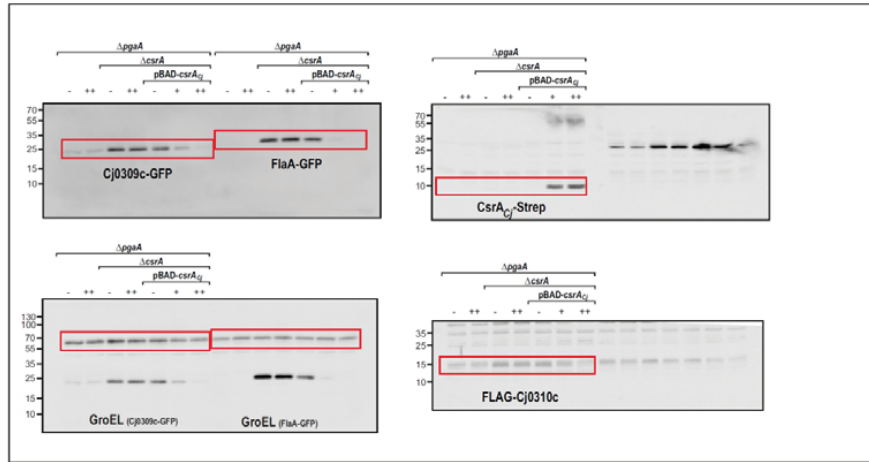 ΔpgaA ΔpgaA
ΔcsrA ΔcsrA
pBAD-csrACj pBAD-csrACj
- ++ - ++ - + ++ - ++ - ++ - + ++
70
55
35
25
15
10
Cj0309c-GFP FlaA-GFP
ΔpgaA
ΔcsrA
pBAD-csrACj
- ++ - ++ - + ++
70
55
35
25
15
10
CsrACj-Strep
ΔpgaA
ΔcsrA
pBAD-csrACj
- ++ - ++ - + ++
130
100
70
55
35
25
15
10
GroEL (Cj0309c-GFP) GroEL (FlaA-GFP)
ΔpgaA
ΔcsrA
pBAD-csrACj
- ++ - ++ - + ++
35
25
15
10
FLAG-Cj0310c